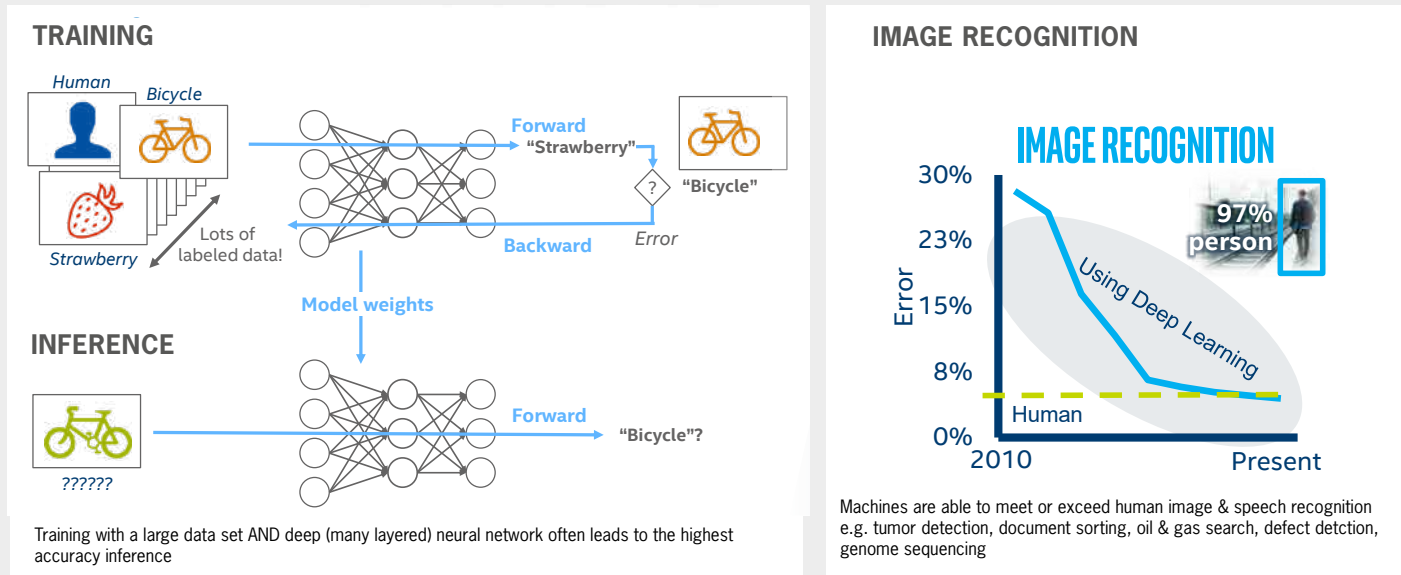 TRAINING
Human
Bicycle
Strawberry
Lots of
labeled data!
Forward
“Strawberry”
?
“Bicycle”
Error
Backward
Model weights
INFERENCE
??????
Forward
“Bicycle”?
Training with a large data set AND deep (many layered) neural network often leads to the highest
accuracy inference
IMAGE RECOGNITION
IMAGE RECOGNITION
30%
23%
15%
8%
0%
Error
97%
person
Using Deep Learning
Human
2010
Present
Machines are able to meet or exceed human image & speech recognition
e.g. tumor detection, document sorting, oil & gas search, defect detction,
genome sequencing